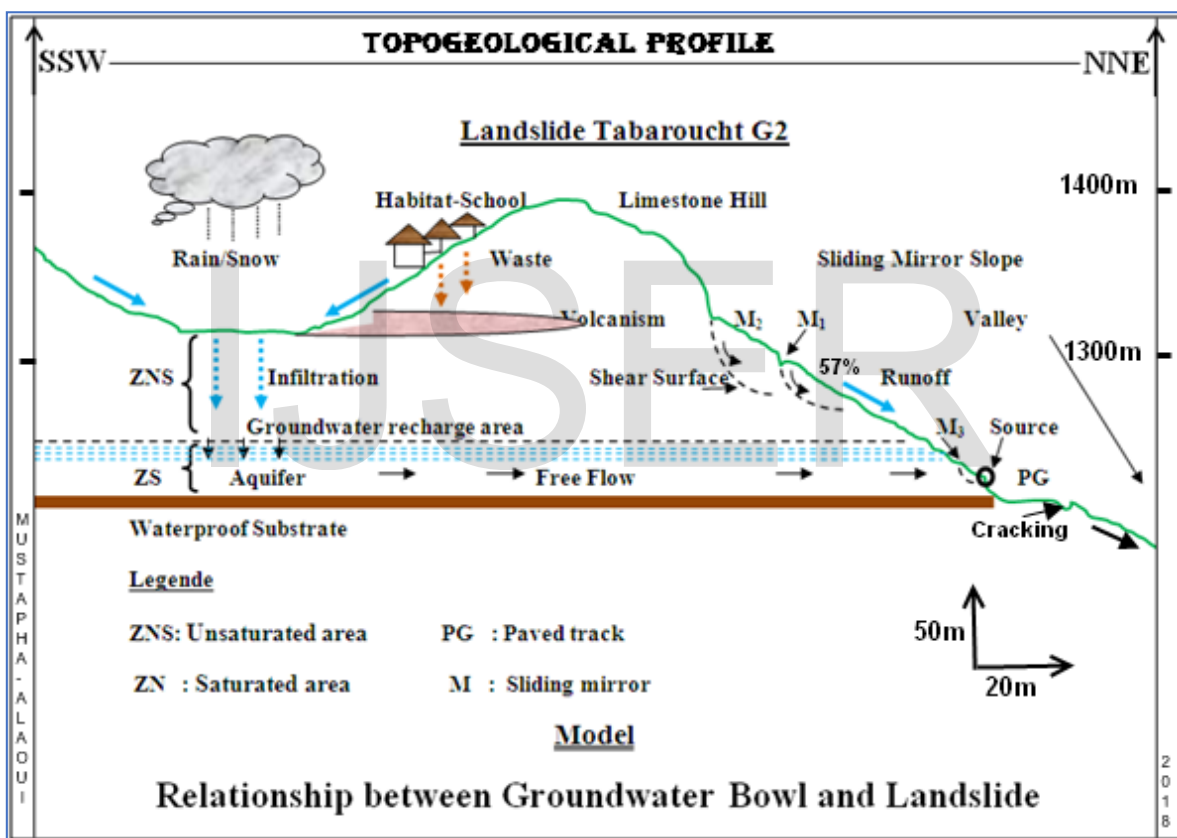 TOPOGEOLOGICAL PROFILE
SSW
NNE
Landslide Tabaroucht G2
1400m
Habitat-School
Limestone Hill
Rain/Snow
Waste
Sliding Mirror Slope
Volcanism
M2
M1
Valley
1300m
57%
ZNS
Infiltration
Shear Surface
Runoff
Groundwater recharge area
M3
Source
ZS
Aquifer
Free Flow
PG
Waterproof Substrate
Cracking
Legende
ZNS: Unsaturated area
PG : Paved track
50m
ZN : Saturated area
M : Sliding mirror
20m
Model
Relationship between Groundwater Bowl and Landslide
MUSTAPHA-ALAOUI
2018
IJSER